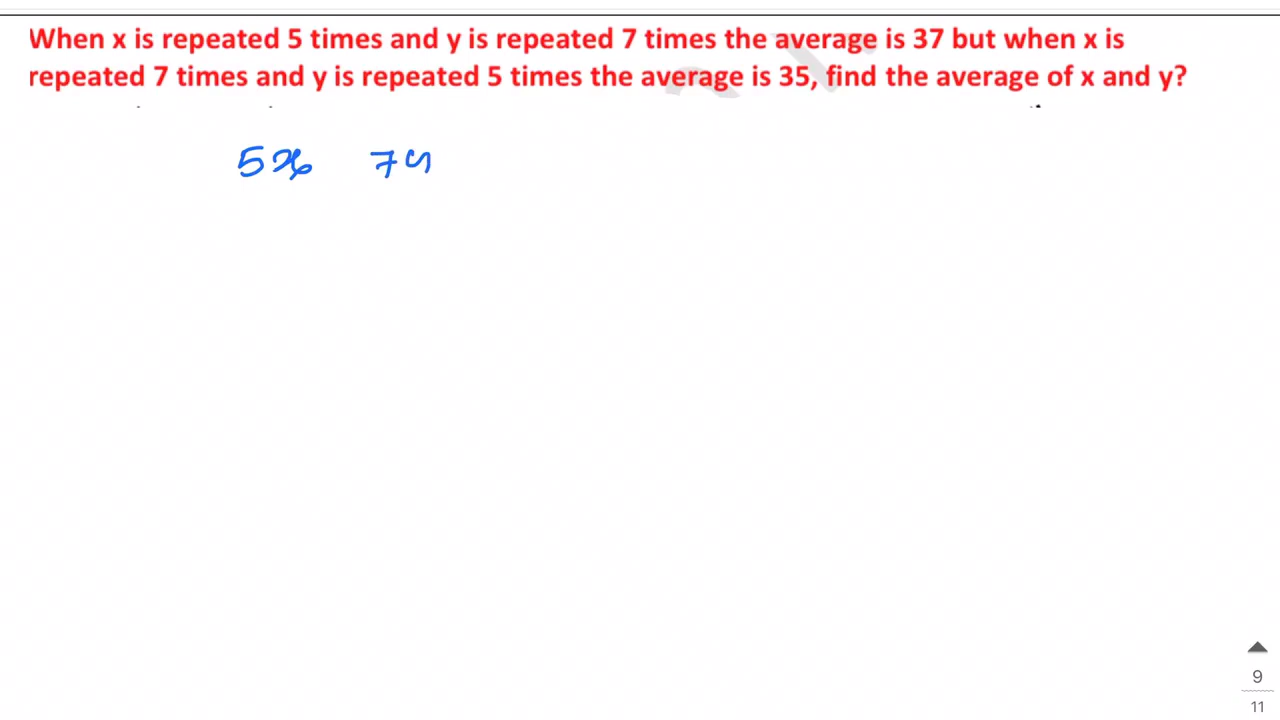 When x is repeated 5 times and y is repeated 7 times the average is 37 but when x is
repeated 7 times and y is repeated 5 times the average is 35, find the average of x and y?
5x 7y
9
11